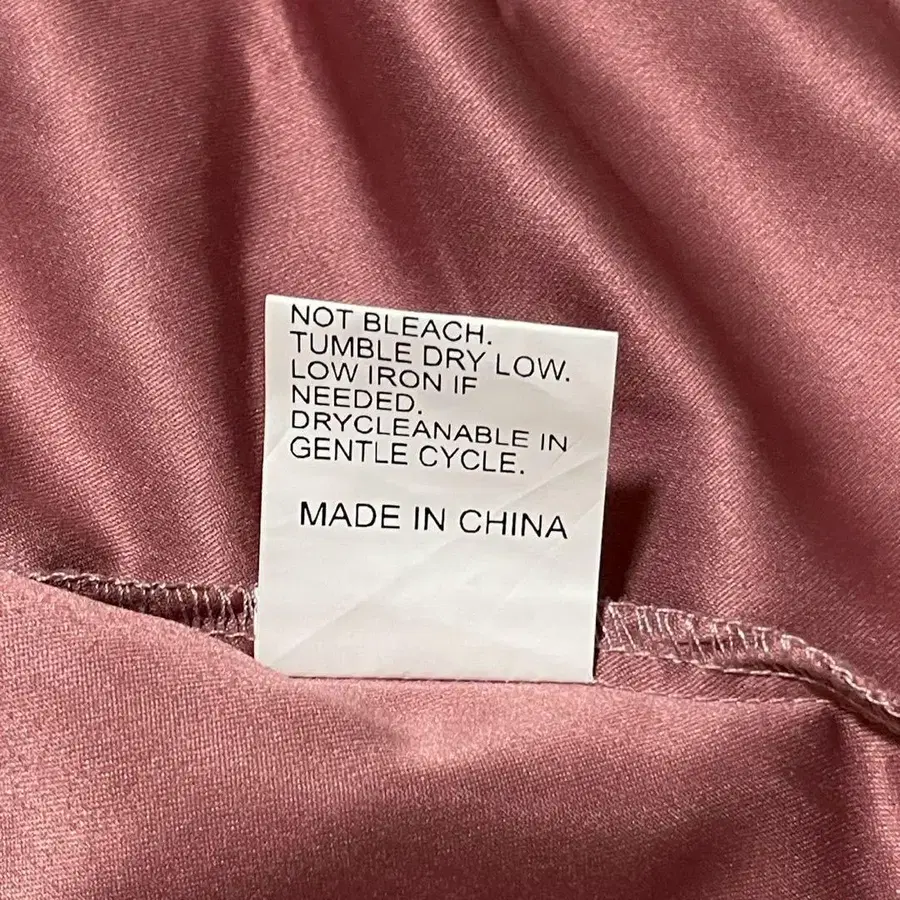 NOT BLEACH.
TUMBLE DRY LOW.
LOW IRON IF
NEEDED.
DRYCLEANABLE IN
GENTLE CYCLE.
MADE IN CHINA